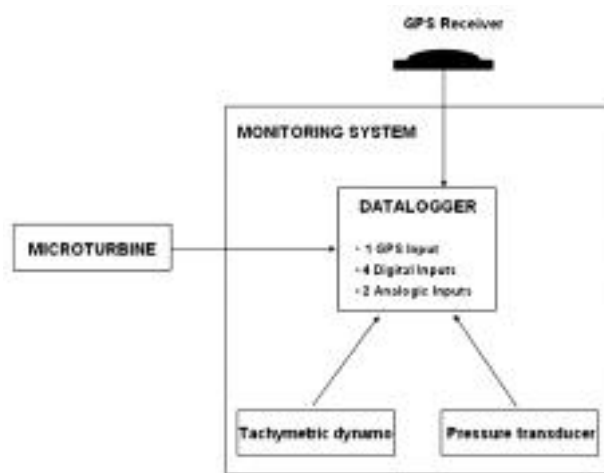 GPS Receiver
MONITORING SYSTEM
DATALOGGER
MICROTURBINE
- 1 GPS Input
- 4 Digital Inputs
- 2 Analogic Inputs
Tachymetric dynamo
Pressure transducer